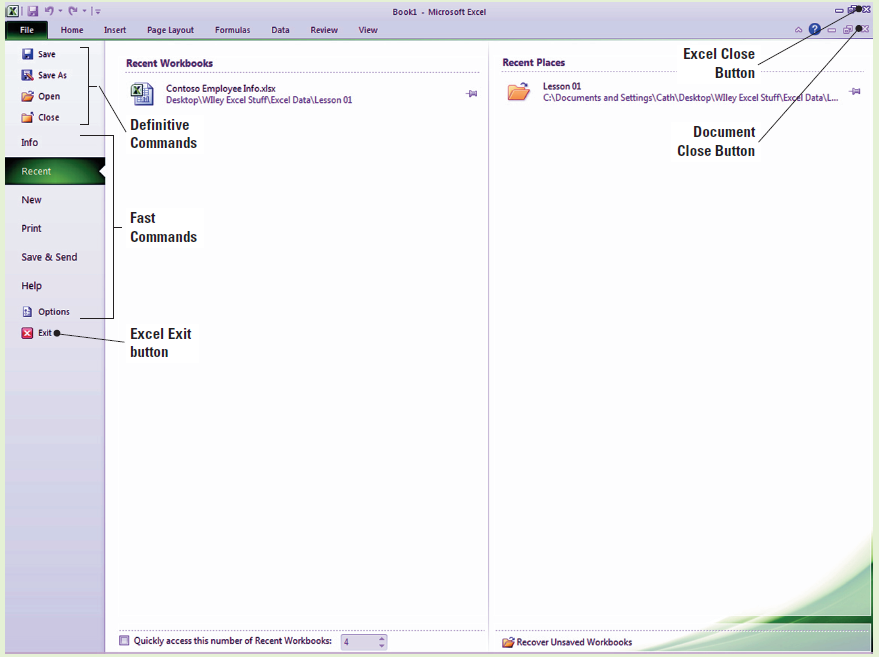 Book1 - Microsoft Excel
File Home Insert Page Layout Formulas Data Review View
Save
Save As
Open
Close
Info
Recent
New
Print
Save & Send
Help
Options
Exit
Definitive
Commands
Fast
Commands
Excel Exit
button
Recent Workbooks
Contoso Employee Info.xlsx
Desktop\WIley Excel Stuff\Excel Data\Lesson 01
Quickly access this number of Recent Workbooks: 4
Recent Places
Lesson 01
C:\Documents and Settings\Cath\Desktop\WIley Excel Stuff\Excel Data\L...
Excel Close
Button
Document
Close Button
Recover Unsaved Workbooks